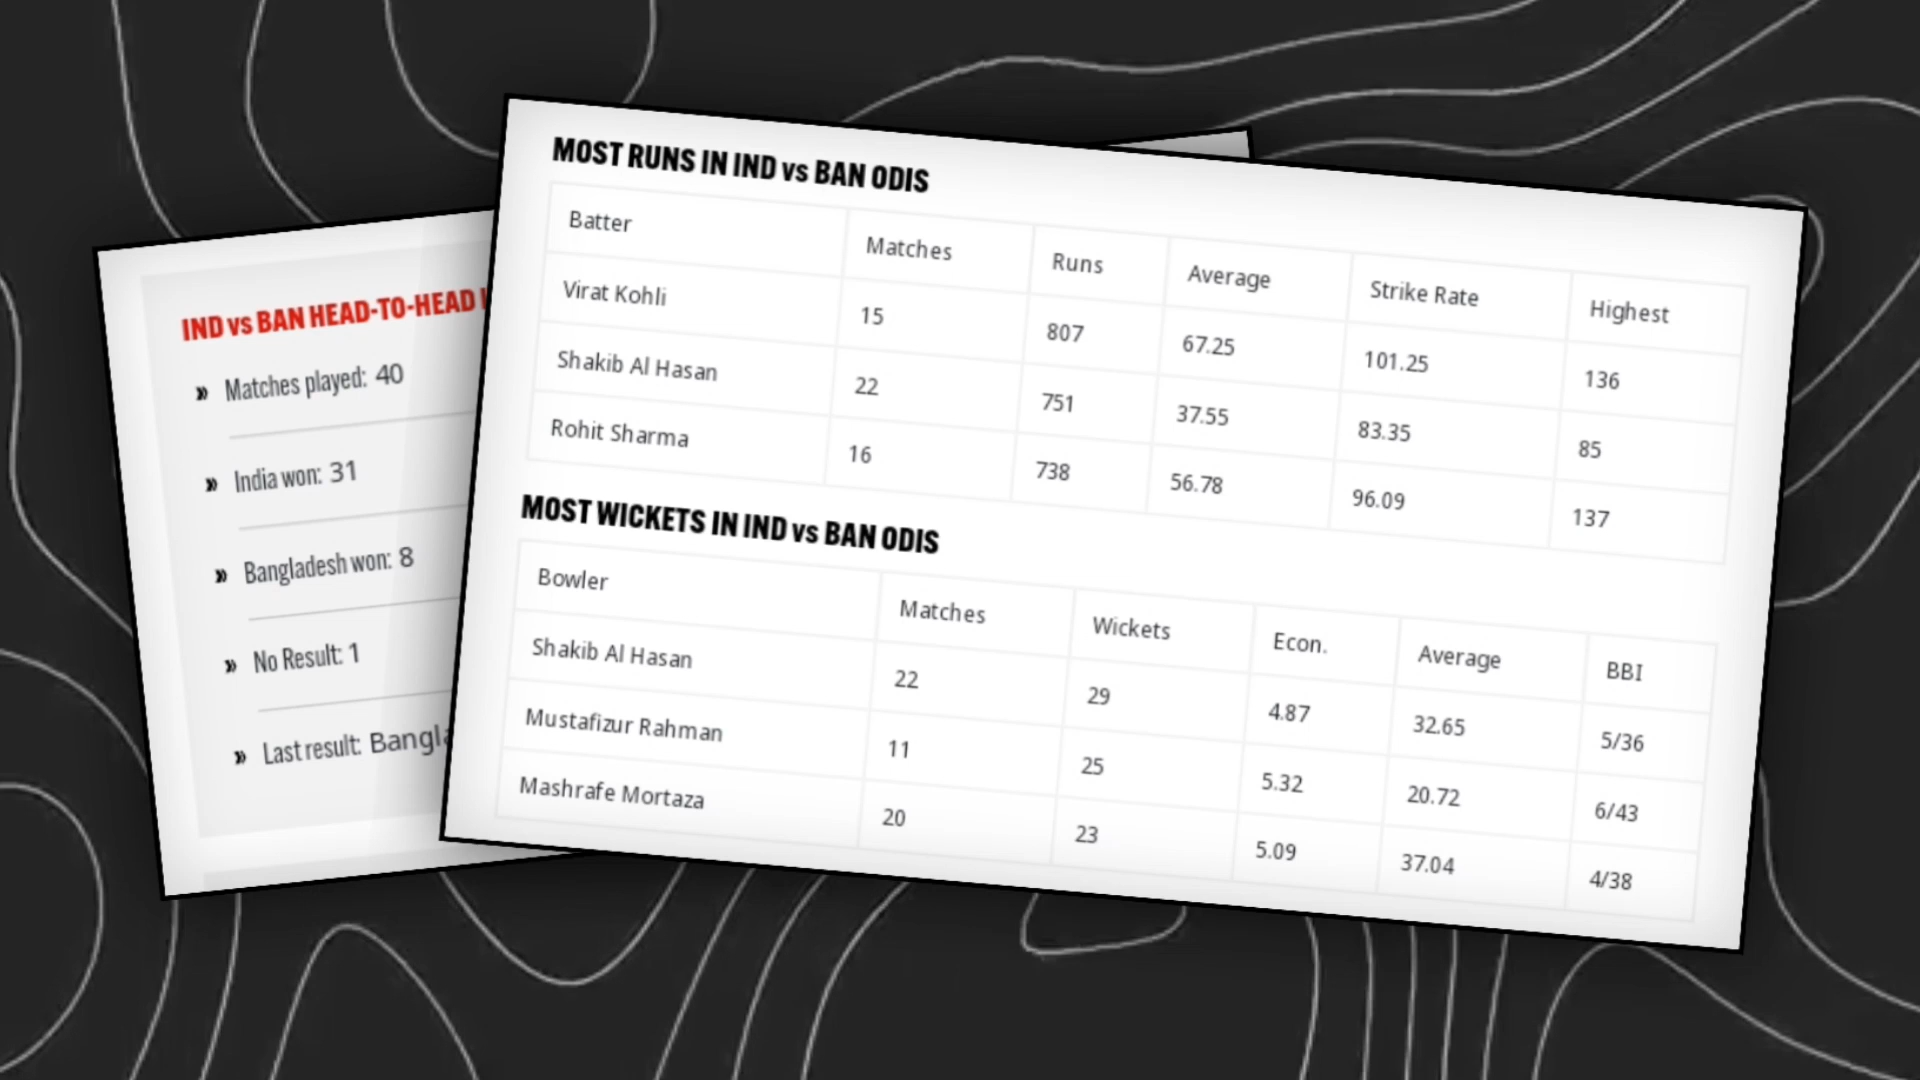 IND vs BAN HEAD-TO-HEAD
» Matches played: 40
» India won: 31
» Bangladesh won: 8
» No Result: 1
» Last result:
MOST RUNS IN IND vs BAN ODIS
Batter Matches Runs Average Strike Rate Highest
Virat Kohli 15 807 67.25 101.25 136
Shakib Al Hasan 22 751 37.55 83.35 85
Rohit Sharma 16 738 56.78 96.09 137
MOST WICKETS IN IND vs BAN ODIS
Bowler Matches Wickets Econ. Average BBI
Shakib Al Hasan 22 29 4.87 32.65 5/36
Mustafizur Rahman 11 25 5.32 20.72 6/43
Mashrafe Mortaza 20 23 5.09 37.04 4/38